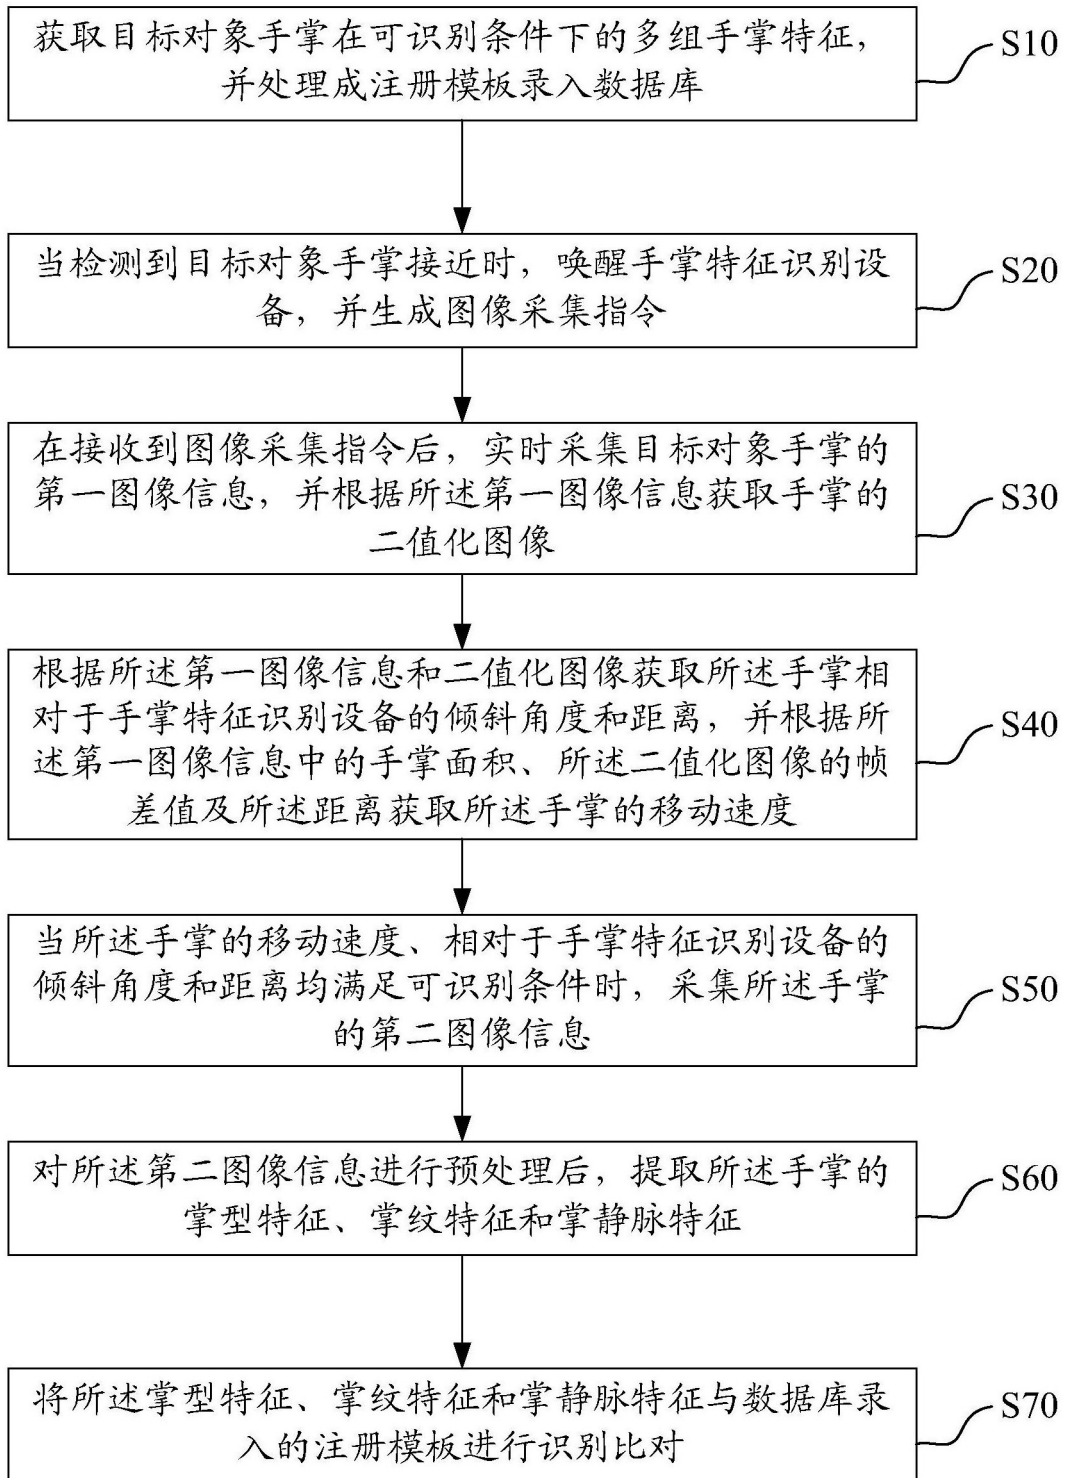 获取目标对象手掌在可识别条件下的多组手掌特征，
并处理成注册模板录入数据库
S10
当检测到目标对象手掌接近时，唤醒手掌特征识别设
备，并生成图像采集指令
S20
在接收到图像采集指令后，实时采集目标对象手掌的
第一图像信息，并根据所述第一图像信息获取手掌的
二值化图像
S30
根据所述第一图像信息和二值化图像获取所述手掌相
对于手掌特征识别设备的倾斜角度和距离，并根据所
述第一图像信息中的手掌面积、所述二值化图像的帧
差值及所述距离获取所述手掌的移动速度
S40
当所述手掌的移动速度、相对于手掌特征识别设备的
倾斜角度和距离均满足可识别条件时，采集所述手掌
的第二图像信息
S50
对所述第二图像信息进行预处理后，提取所述手掌的
掌型特征、掌纹特征和掌静脉特征
S60
将所述掌型特征、掌纹特征和掌静脉特征与数据库录
入的注册模板进行识别比对
S70